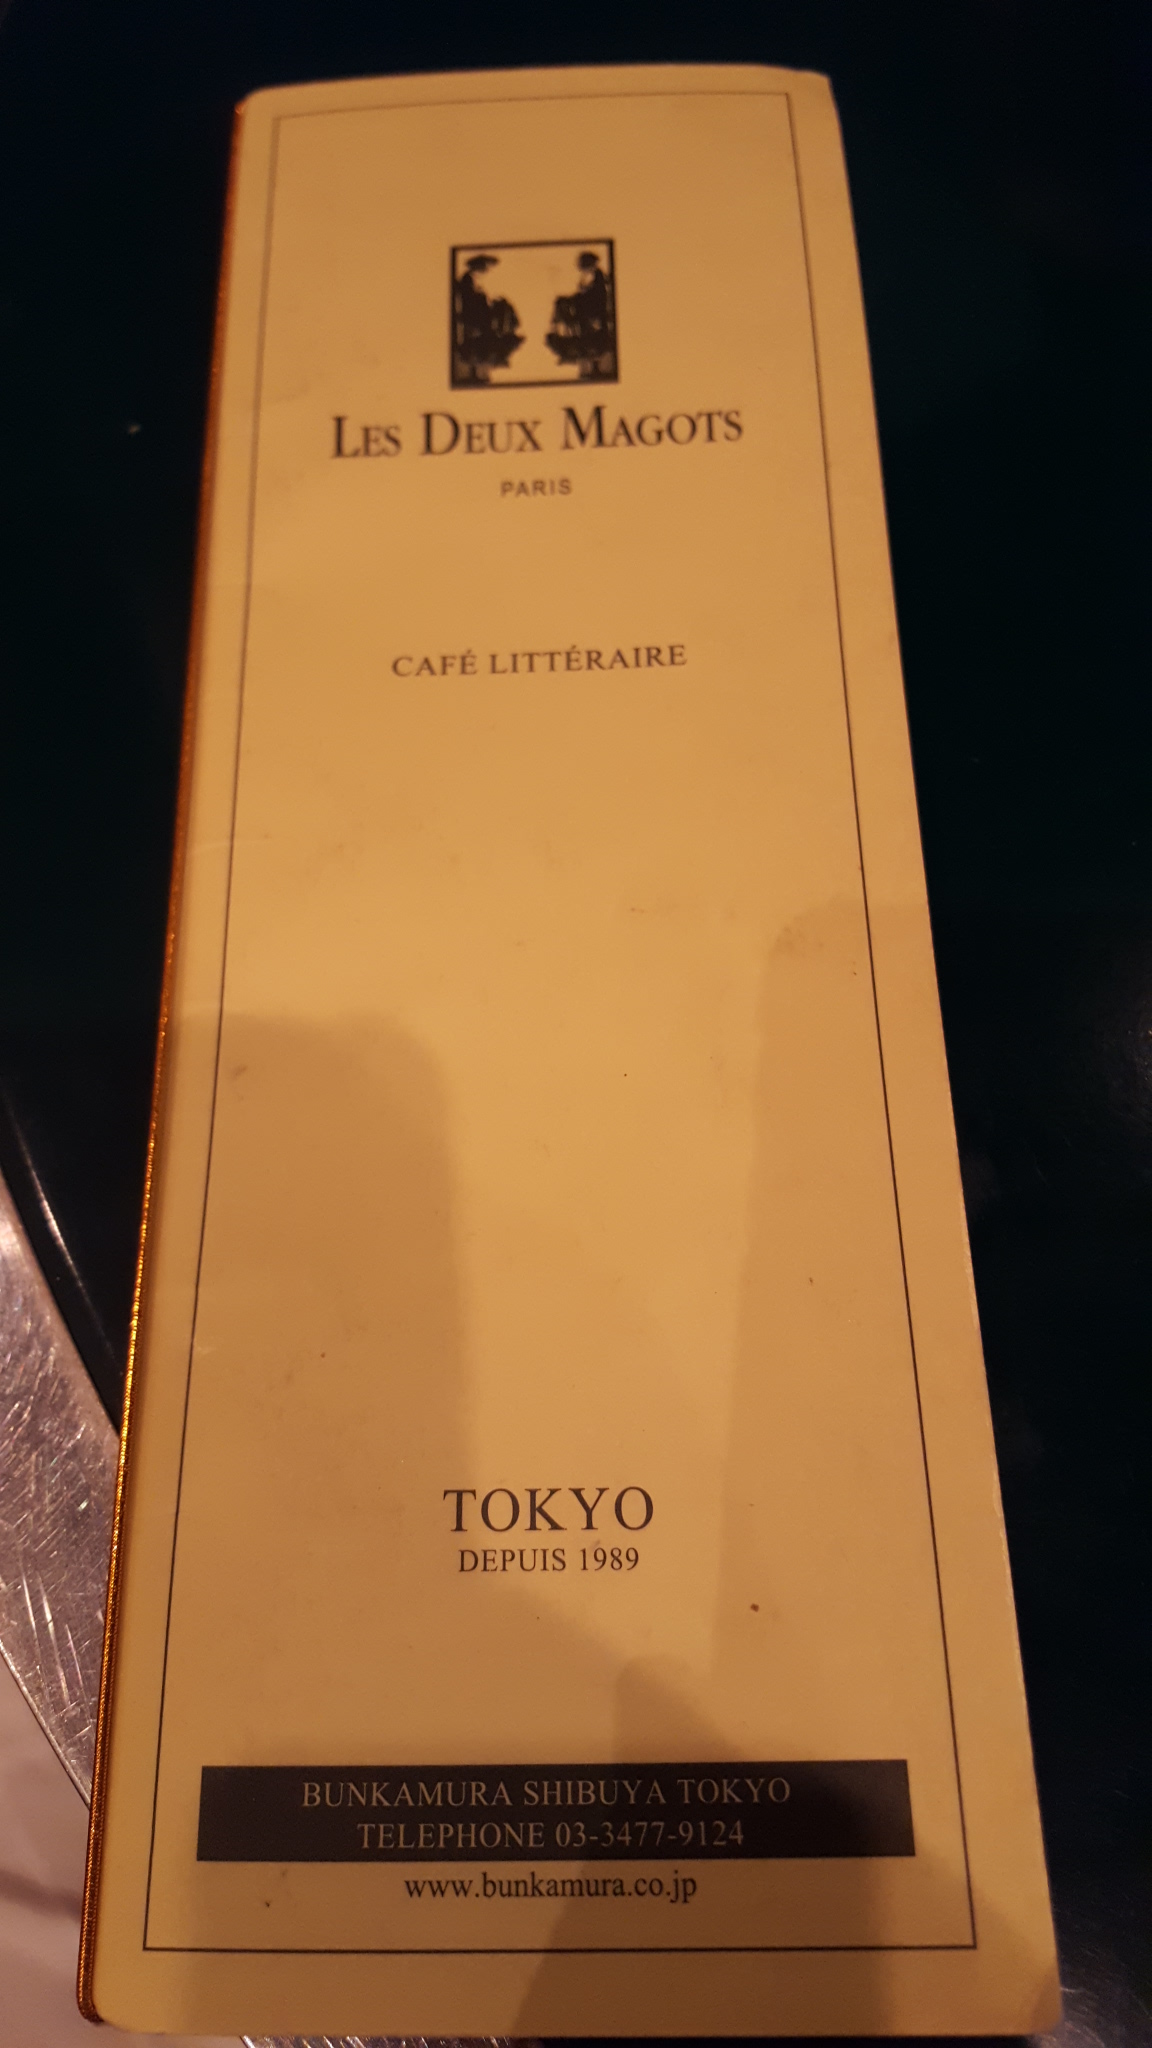 LES DEUX MAGOTS
PARIS
CAFÉ LITTÉRAIRE
TOKYO
DEPUIS 1989
BUNKAMURA SHIBUYA TOKYO
TELEPHONE 03-3477-9124
www.bunkamura.co.jp